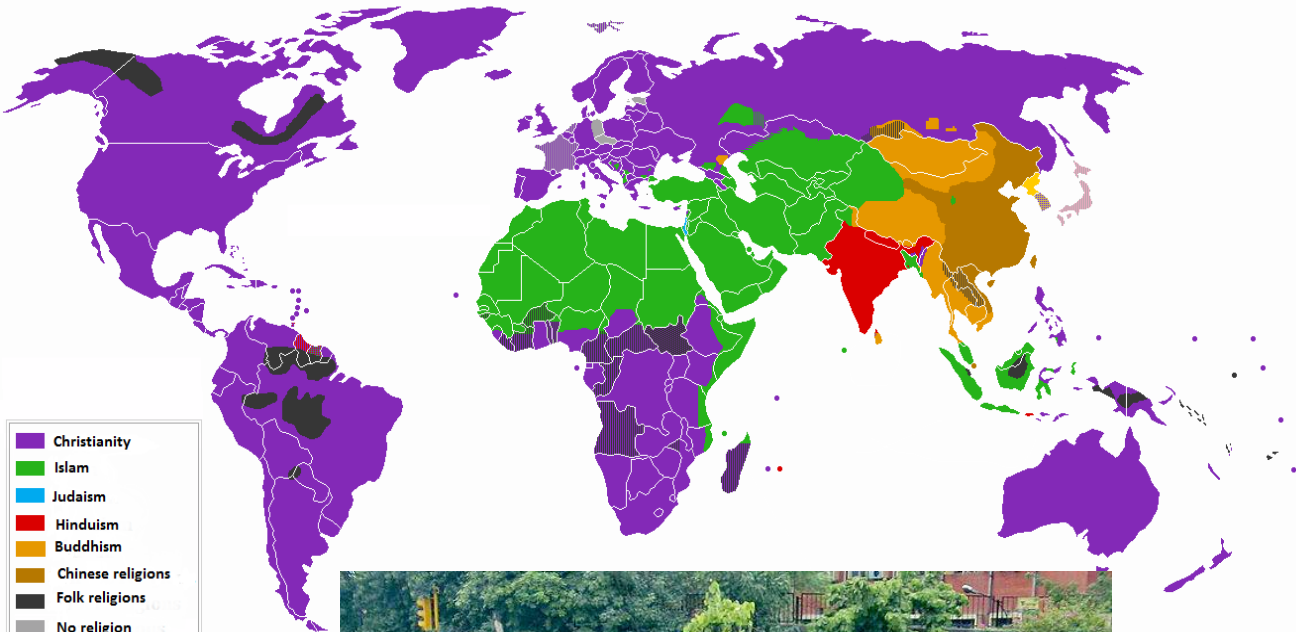 Christianity
Islam
Judaism
Hinduism
Buddhism
Chinese religions
Folk religions
No religion